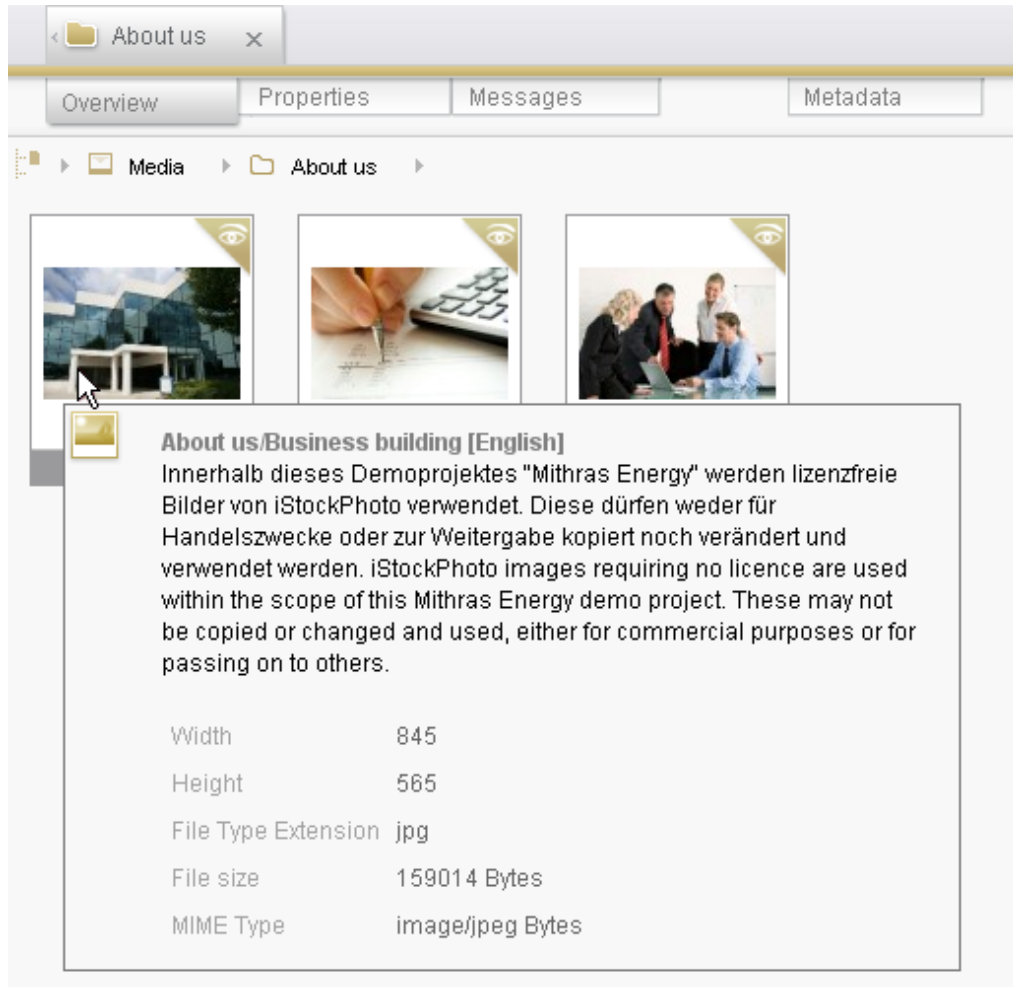 About us
Overview
Properties
Messages
Metadata
Media
About us
About us/Business building [English]
Innerhalb dieses Demoprojektes "Mithras Energy" werden lizenzfreie
Bilder von iStockPhoto verwendet. Diese dürfen weder für
Handelszwecke oder zur Weitergabe kopiert noch verändert und
verwendet werden. iStockPhoto images requiring no licence are used
within the scope of this Mithras Energy demo project. These may not
be copied or changed and used, either for commercial purposes or for
passing on to others.
Width 845
Height 565
File Type Extension jpg
File size 159014 Bytes
MIME Type image/jpeg Bytes